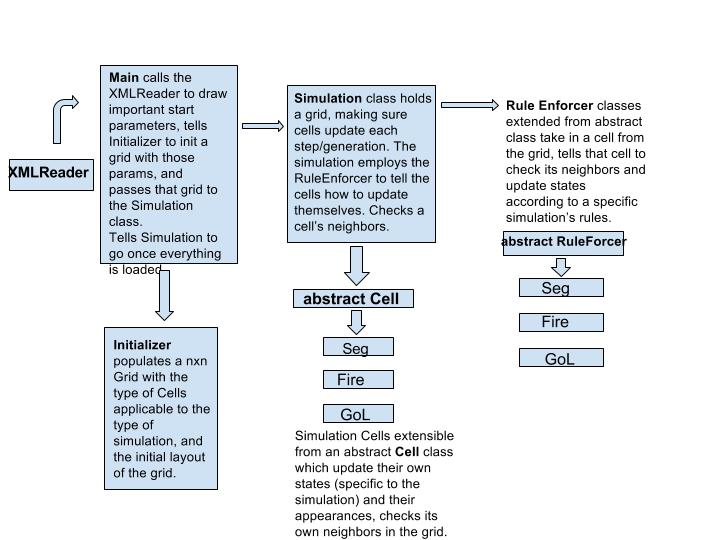 XMLReader
Main calls the
XMLReader to draw
important start
parameters, tells
Initializer to init a
grid with those
params, and
passes that grid to
the Simulation
class.
Tells Simulation to
go once everything
is loaded
Initializer
populates a nxn
Grid with the
type of Cells
applicable to the
type of
simulation, and
the initial layout
of the grid.
Simulation class holds
a grid, making sure
cells update each
step/generation. The
simulation employs the
RuleEnforcer to tell the
cells how to update
themselves. Checks a
cell's neighbors.
abstract Cell
Seg
Fire
GoL
Simulation Cells extensible
from an abstract Cell class
which update their own
states (specific to the
simulation) and their
appearances, checks its
own neighbors in the grid.
Rule Enforcer classes
extended from abstract
class take in a cell from
the grid, tells that cell to
check its neighbors and
update states
according to a specific
simulation's rules.
abstract RuleForcer
Seg
Fire
GoL